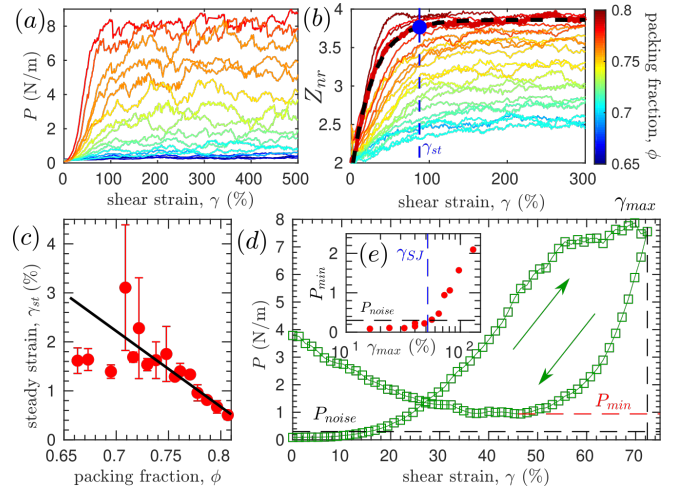 (a)
P (N/m)
8
6
4
2
0
0 100 200 300 400 500
shear strain, γ (%)
(b)
Z_nr
4
3.5
3
2.5
2
γ_st
0 100 200 300
shear strain, γ (%)
0.8
0.75
0.7
0.65
packing fraction, ϕ
(c)
steady strain, γ_st (%)
4
3
2
1
0
0.65 0.7 0.75 0.8
packing fraction, ϕ
(d)
P (N/m)
8
7
6
5
4
3
2
1
0
γ_max
P_noise
P_min
0 10 20 30 40 50 60 70
shear strain, γ (%)
(e)
γ_SJ
P_min
2
1
0
P_noise
10^1 γ_max (%) 10^2